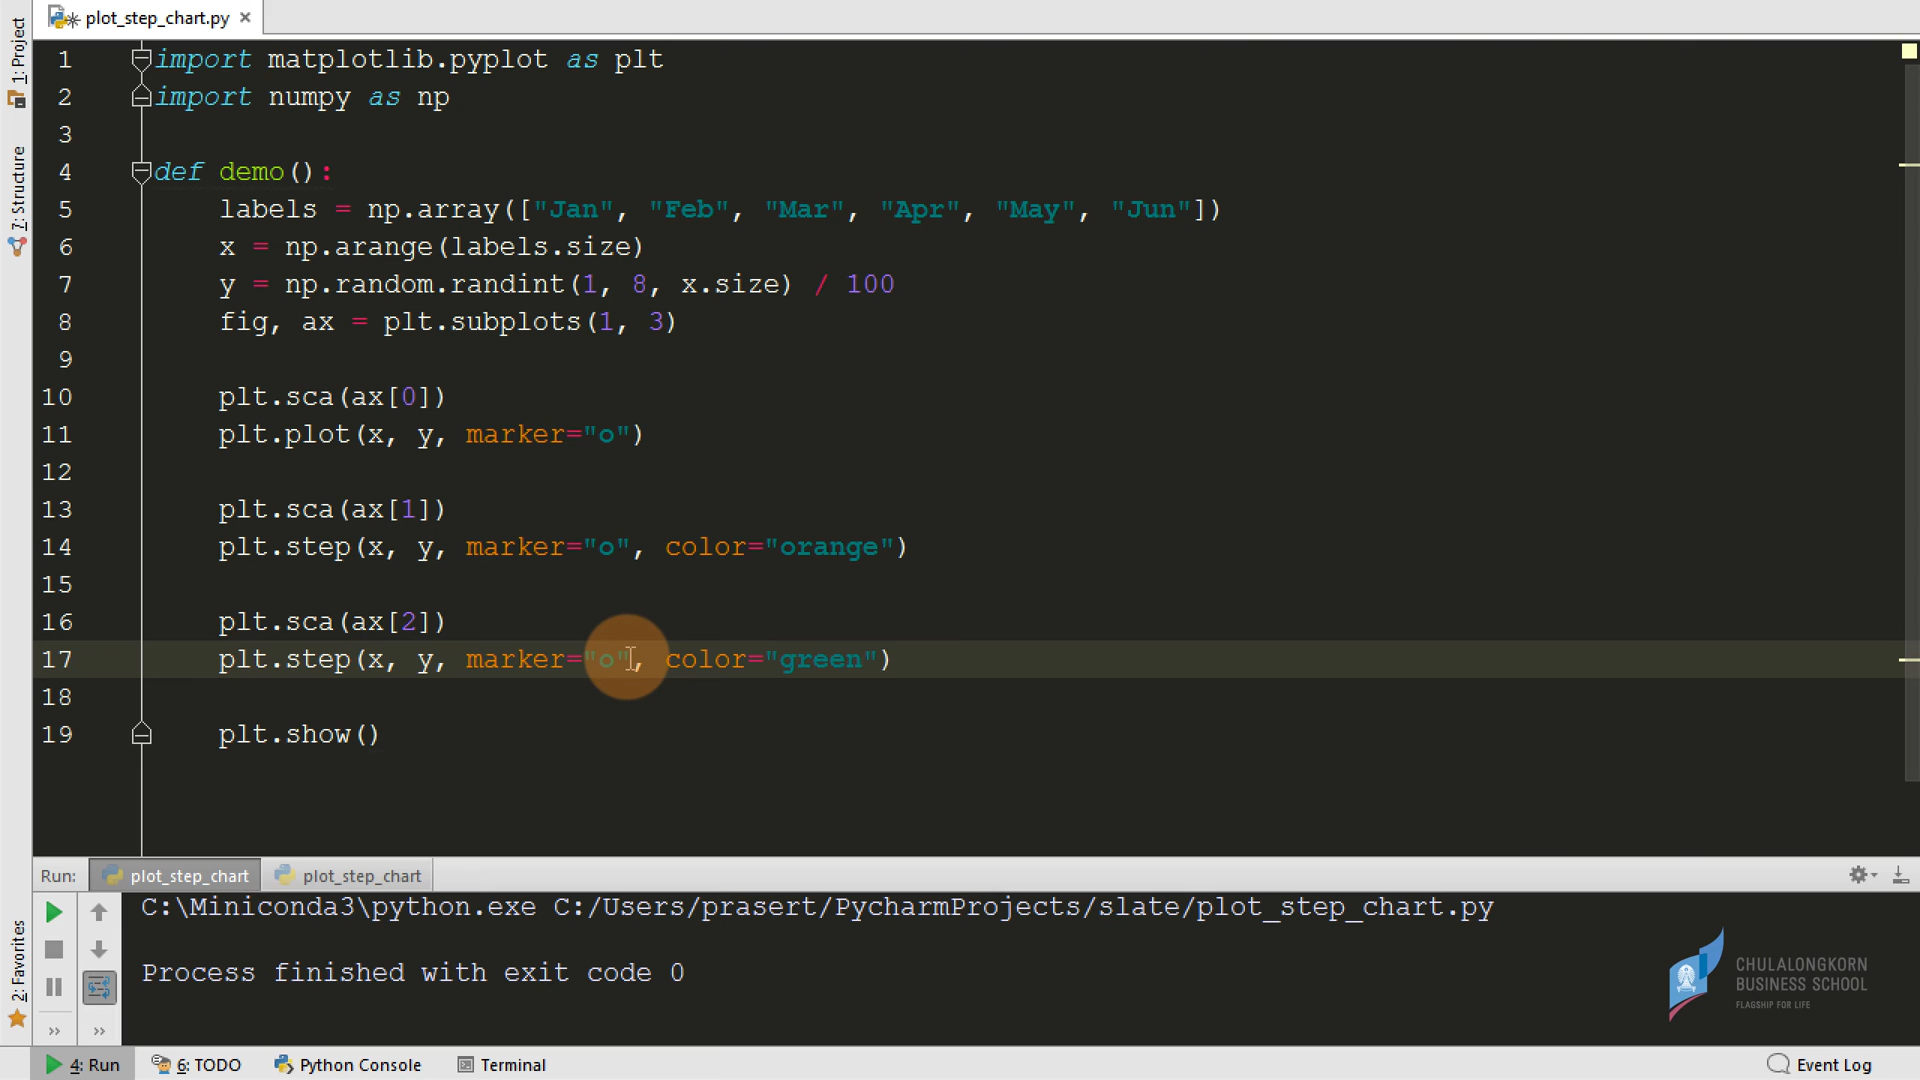 plot_step_chart.py ×
1: Project
7: Structure
2: Favorites
1 import matplotlib.pyplot as plt
2 import numpy as np
3
4 def demo():
5 labels = np.array(["Jan", "Feb", "Mar", "Apr", "May", "Jun"])
6 x = np.arange(labels.size)
7 y = np.random.randint(1, 8, x.size) / 100
8 fig, ax = plt.subplots(1, 3)
9
10 plt.sca(ax[0])
11 plt.plot(x, y, marker="o")
12
13 plt.sca(ax[1])
14 plt.step(x, y, marker="o", color="orange")
15
16 plt.sca(ax[2])
17 plt.step(x, y, marker="o", color="green")
18
19 plt.show()
Run: plot_step_chart plot_step_chart
C:\Miniconda3\python.exe C:/Users/prasert/PycharmProjects/slate/plot_step_chart.py
Process finished with exit code 0
CHULALONGKORN
BUSINESS SCHOOL
FLAGSHIP FOR LIFE
4: Run 6: TODO Python Console Terminal Event Log